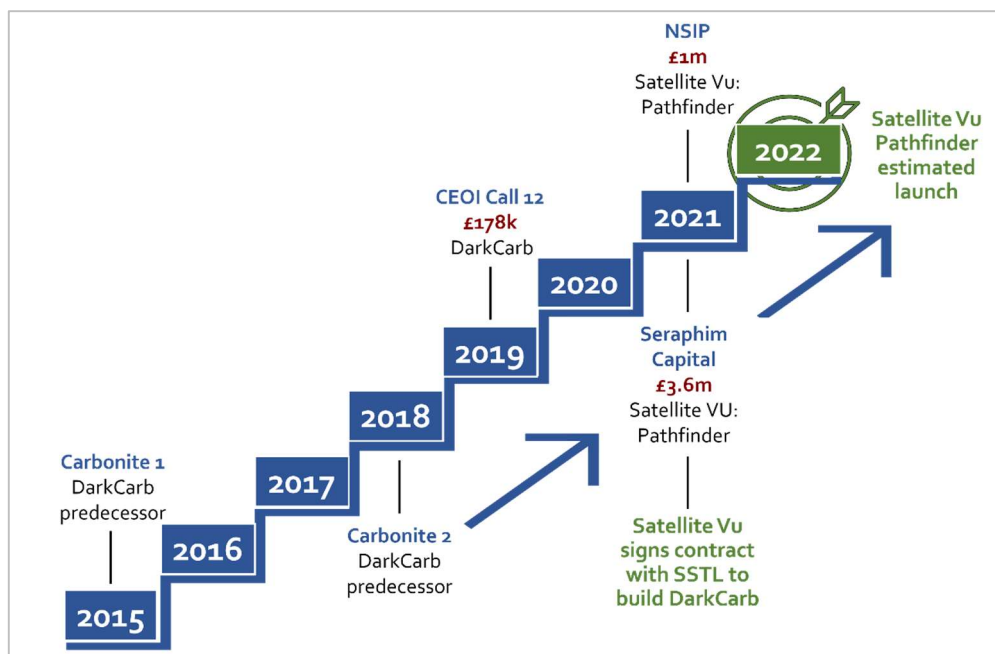 NSIP
£1m
Satellite Vu:
Pathfinder
2022
Satellite Vu
Pathfinder
estimated
launch
CEOI Call 12
£178k
DarkCarb
2021
2020
2019
Seraphim
Capital
£3.6m
Satellite VU:
Pathfinder
2018
Carbonite 1
DarkCarb
predecessor
2017
Carbonite 2
DarkCarb
predecessor
Satellite Vu
signs contract
with SSTL to
build DarkCarb
2016
2015